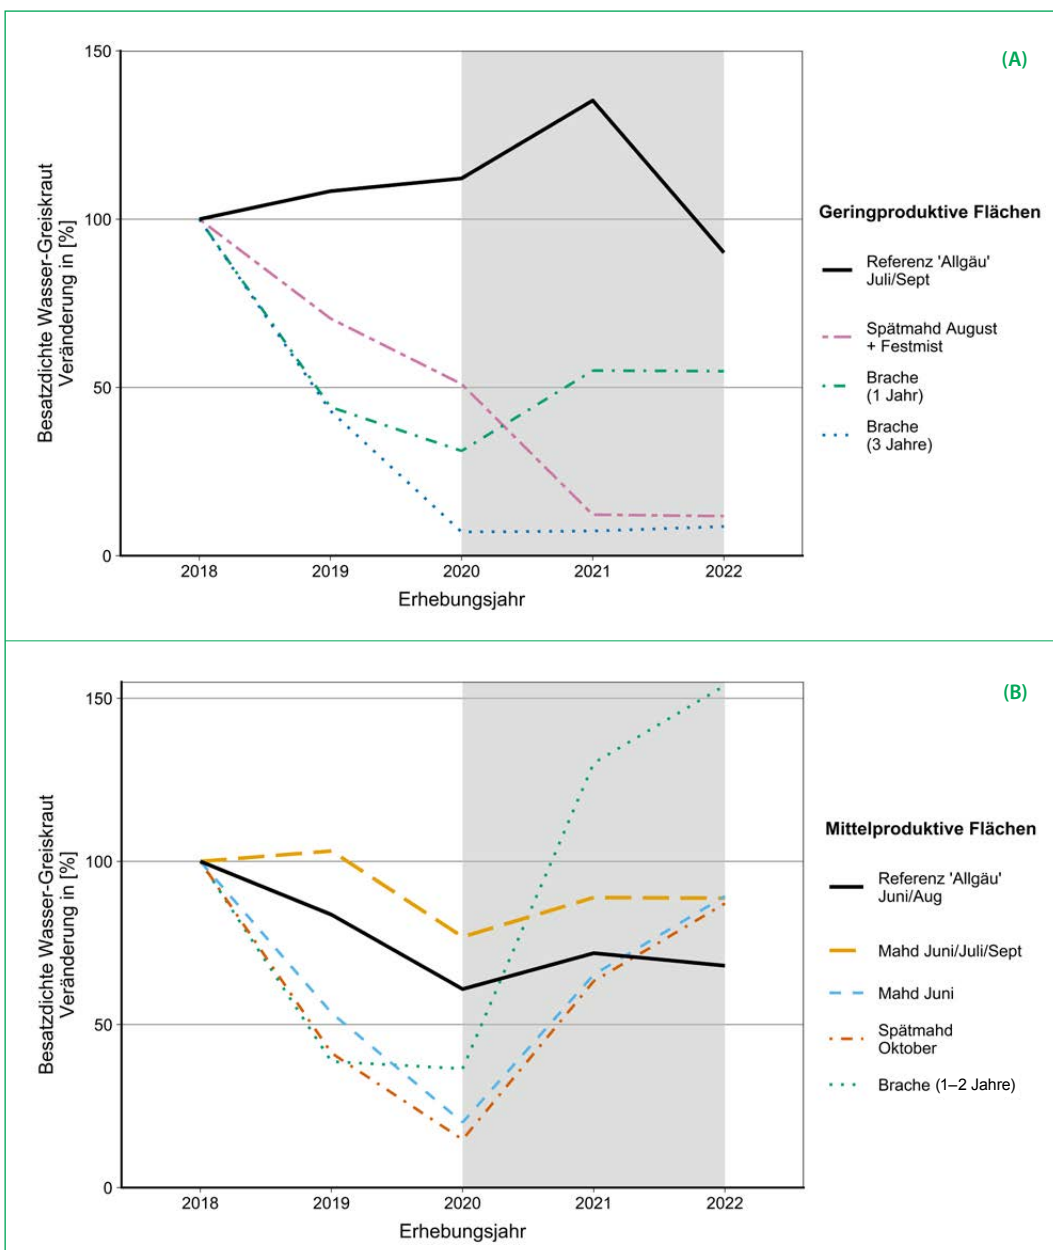 (A)
150
100
50
0
Besatzdichte Wasser-Greiskraut
Veränderung in [%]
2018
2019
2020
2021
2022
Erhebungsjahr
Geringproduktive Flächen
Referenz 'Allgäu'
Juli/Sept
Spätmahd August
+ Festmist
Brache
(1 Jahr)
Brache
(3 Jahre)
(B)
150
100
50
0
Besatzdichte Wasser-Greiskraut
Veränderung in [%]
2018
2019
2020
2021
2022
Erhebungsjahr
Mittelproduktive Flächen
Referenz 'Allgäu'
Juni/Aug
Mahd Juni/Juli/Sept
Mahd Juni
Spätmahd
Oktober
Brache (1–2 Jahre)